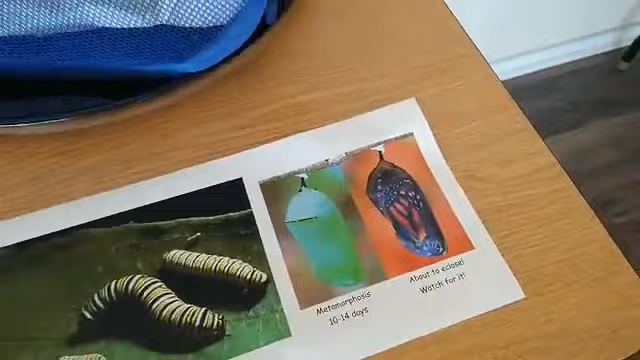 Metamorphosis
10-14 days
About to eclose!
Watch for it!